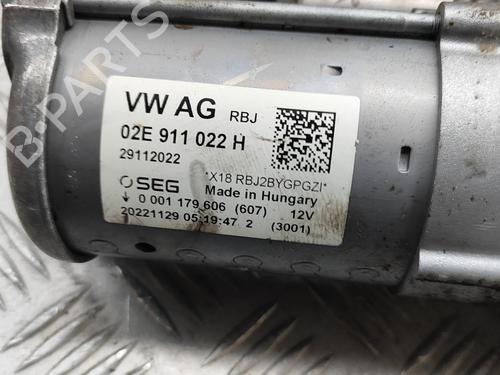 VW AG RBJ
02E 911 022 H
29112022
*X18 RBJ2BYGPGZI*
SEG Made in Hungary
0 001 179 606 (607) 12V
20221129 05:19:47 2 (3001)
B-Parts